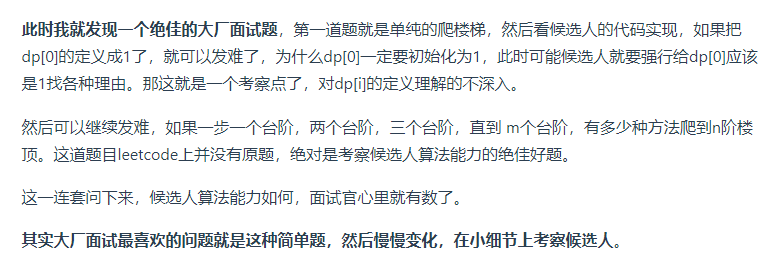 此时我就发现一个绝佳的大厂面试题，第一道题就是单纯的爬楼梯，然后看候选人的代码实现，如果把
dp[0]的定义成1了，就可以发难了，为什么dp[0]一定要初始化为1，此时可能候选人就要强行给dp[0]应该
是1找各种理由。那这就是一个考察点了，对dp[i]的定义理解的不深入。
然后可以继续发难，如果一步一个台阶，两个台阶，三个台阶，直到 m个台阶，有多少种方法爬到n阶楼
顶。这道题目leetcode上并没有原题，绝对是考察候选人算法能力的绝佳好题。
这一连套问下来，候选人算法能力如何，面试官心里就有数了。
其实大厂面试最喜欢的问题就是这种简单题，然后慢慢变化，在小细节上考察候选人。